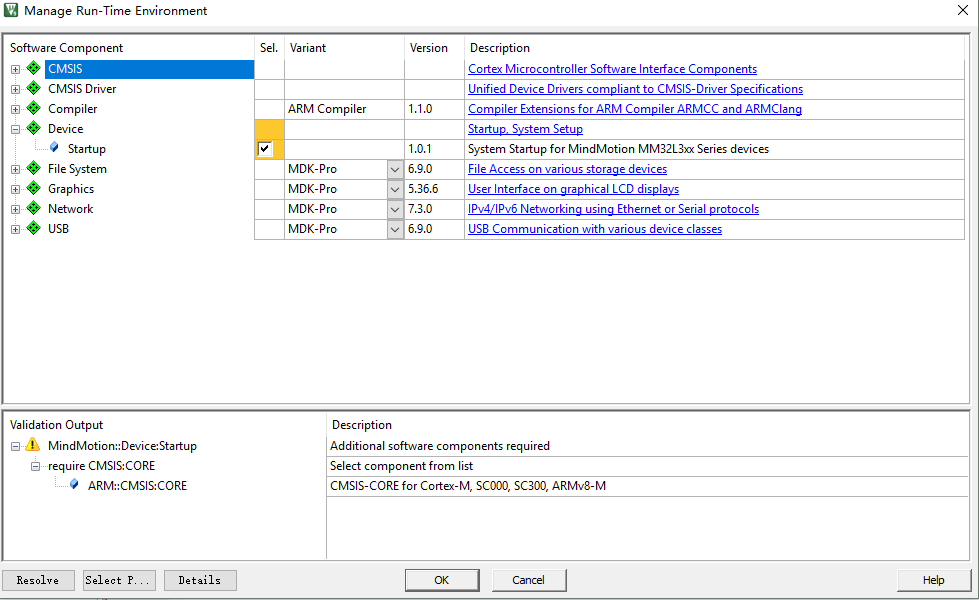 Manage Run-Time Environment
Software Component Sel. Variant Version Description
CMSIS Cortex Microcontroller Software Interface Components
CMSIS Driver Unified Device Drivers compliant to CMSIS-Driver Specifications
Compiler ARM Compiler 1.1.0 Compiler Extensions for ARM Compiler ARMCC and ARMClang
Device Startup, System Setup
Startup 1.0.1 System Startup for MindMotion MM32L3xx Series devices
File System MDK-Pro 6.9.0 File Access on various storage devices
Graphics MDK-Pro 5.36.6 User Interface on graphical LCD displays
Network MDK-Pro 7.3.0 IPv4/IPv6 Networking using Ethernet or Serial protocols
USB MDK-Pro 6.9.0 USB Communication with various device classes
Validation Output Description
MindMotion::Device:Startup Additional software components required
require CMSIS:CORE Select component from list
ARM::CMSIS:CORE CMSIS-CORE for Cortex-M, SC000, SC300, ARMv8-M
Resolve Select P... Details OK Cancel Help